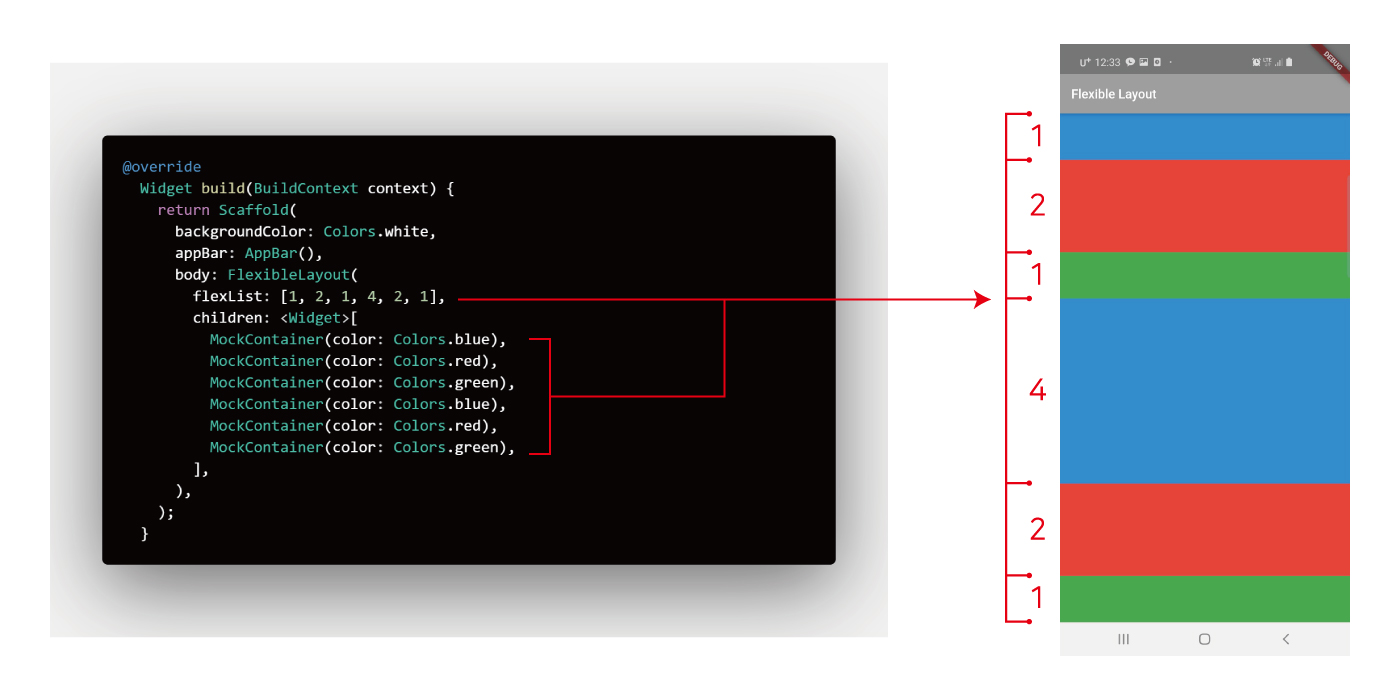 @override
Widget build(BuildContext context) {
return Scaffold(
backgroundColor: Colors.white,
appBar: AppBar(),
body: FlexibleLayout(
flexList: [1, 2, 1, 4, 2, 1],
children: <Widget>[
MockContainer(color: Colors.blue),
MockContainer(color: Colors.red),
MockContainer(color: Colors.green),
MockContainer(color: Colors.blue),
MockContainer(color: Colors.red),
MockContainer(color: Colors.green),
],
),
);
}
1
2
1
4
2
1
U+ 12:33
LTE
DEBUG
Flexible Layout